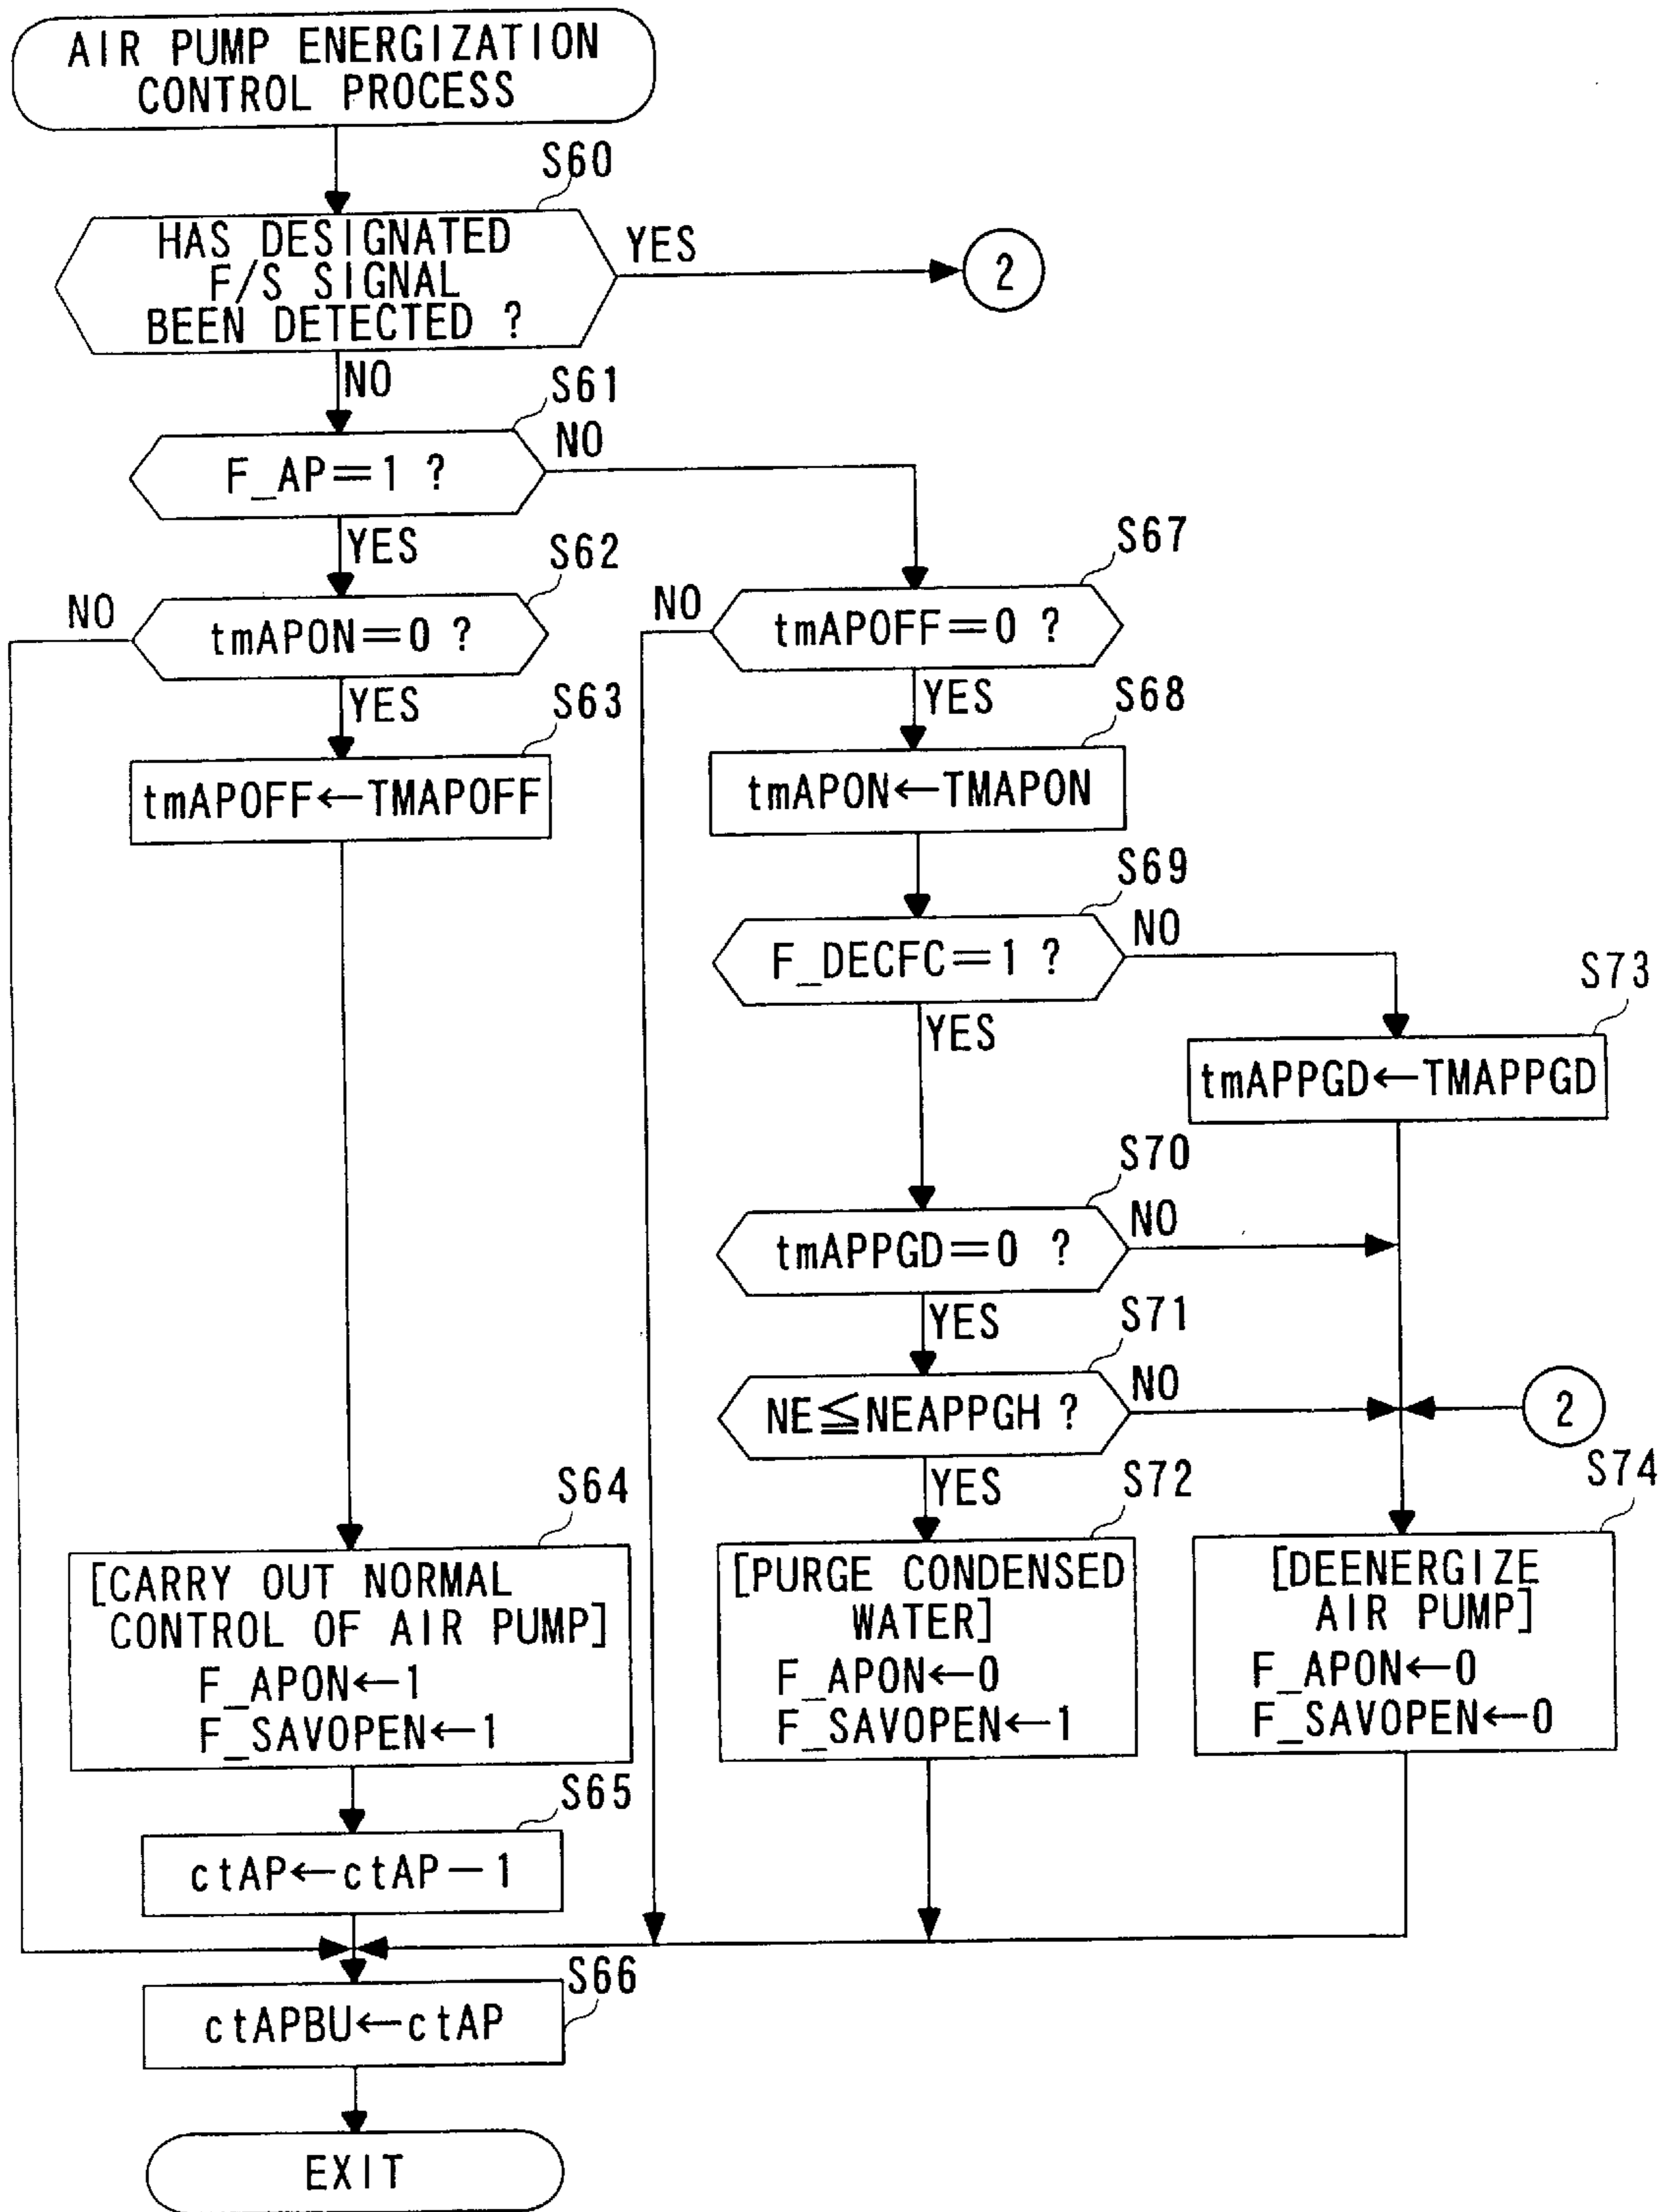 AIR PUMP ENERGIZATION
CONTROL PROCESS
S60
HAS DESIGNATED
F/S SIGNAL
BEEN DETECTED ?
YES
2
NO
S61
F_AP=1 ?
NO
YES
S62
NO
tmAPON=0 ?
YES
S63
tmAPOFF←TMAPOFF
S67
NO
tmAPOFF=0 ?
YES
S68
tmAPON←TMAPON
S69
F_DECFC=1 ?
NO
YES
S73
tmAPPGD←TMAPPGD
S70
tmAPPGD=0 ?
NO
YES
S71
NE≦NEAPPGH ?
NO
2
YES
S64
[CARRY OUT NORMAL
CONTROL OF AIR PUMP]
F_APON←1
F_SAVOPEN←1
S72
[PURGE CONDENSED
WATER]
F_APON←0
F_SAVOPEN←1
S74
[DEENERGIZE
AIR PUMP]
F_APON←0
F_SAVOPEN←0
S65
ctAP←ctAP−1
S66
ctAPBU←ctAP
EXIT